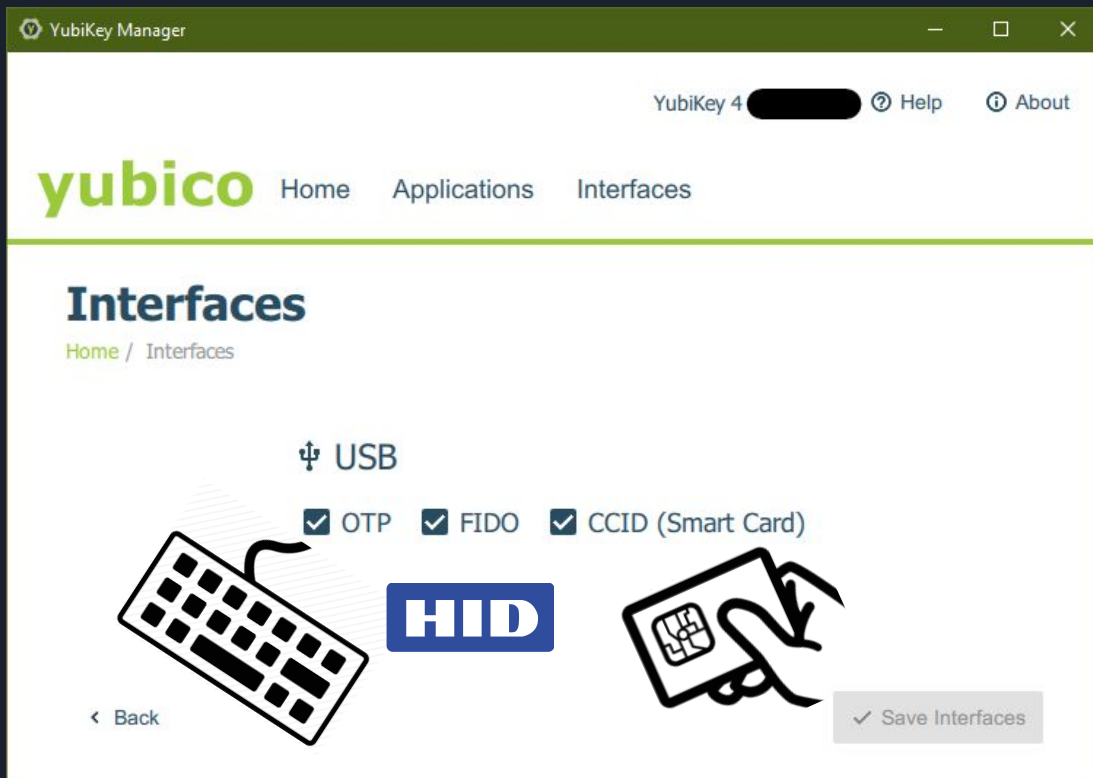 YubiKey Manager
YubiKey 4 Help About
yubico Home Applications Interfaces
Interfaces
Home / Interfaces
USB
OTP FIDO CCID (Smart Card)
HID
Back Save Interfaces